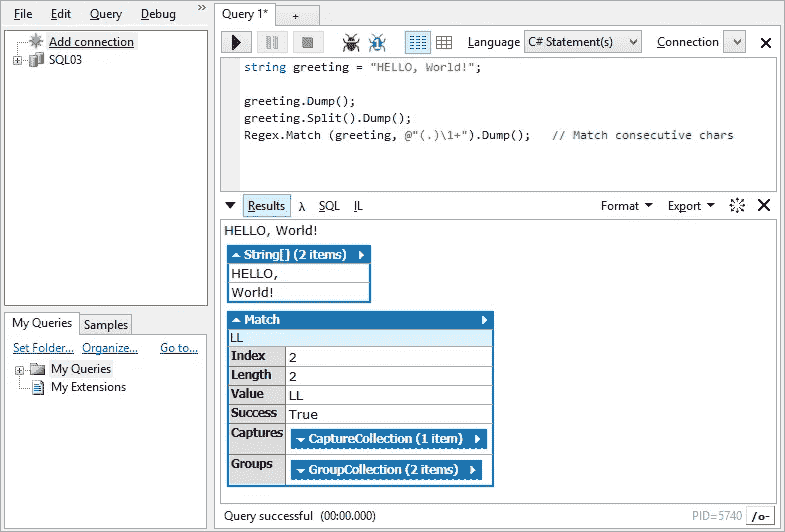 File Edit Query Debug »
Add connection
SQL03
My Queries Samples
Set Folder... Organize... Go to...
My Queries
My Extensions
Query 1* +
Language C# Statement(s) Connection
string greeting = "HELLO, World!";
greeting.Dump();
greeting.Split().Dump();
Regex.Match (greeting, @"(.)\1+").Dump(); // Match consecutive chars
Results λ SQL IL Format Export
HELLO, World!
String[] (2 items)
HELLO,
World!
Match
LL
Index 2
Length 2
Value LL
Success True
Captures CaptureCollection (1 item)
Groups GroupCollection (2 items)
Query successful (00:00.000) PID=5740 /o-